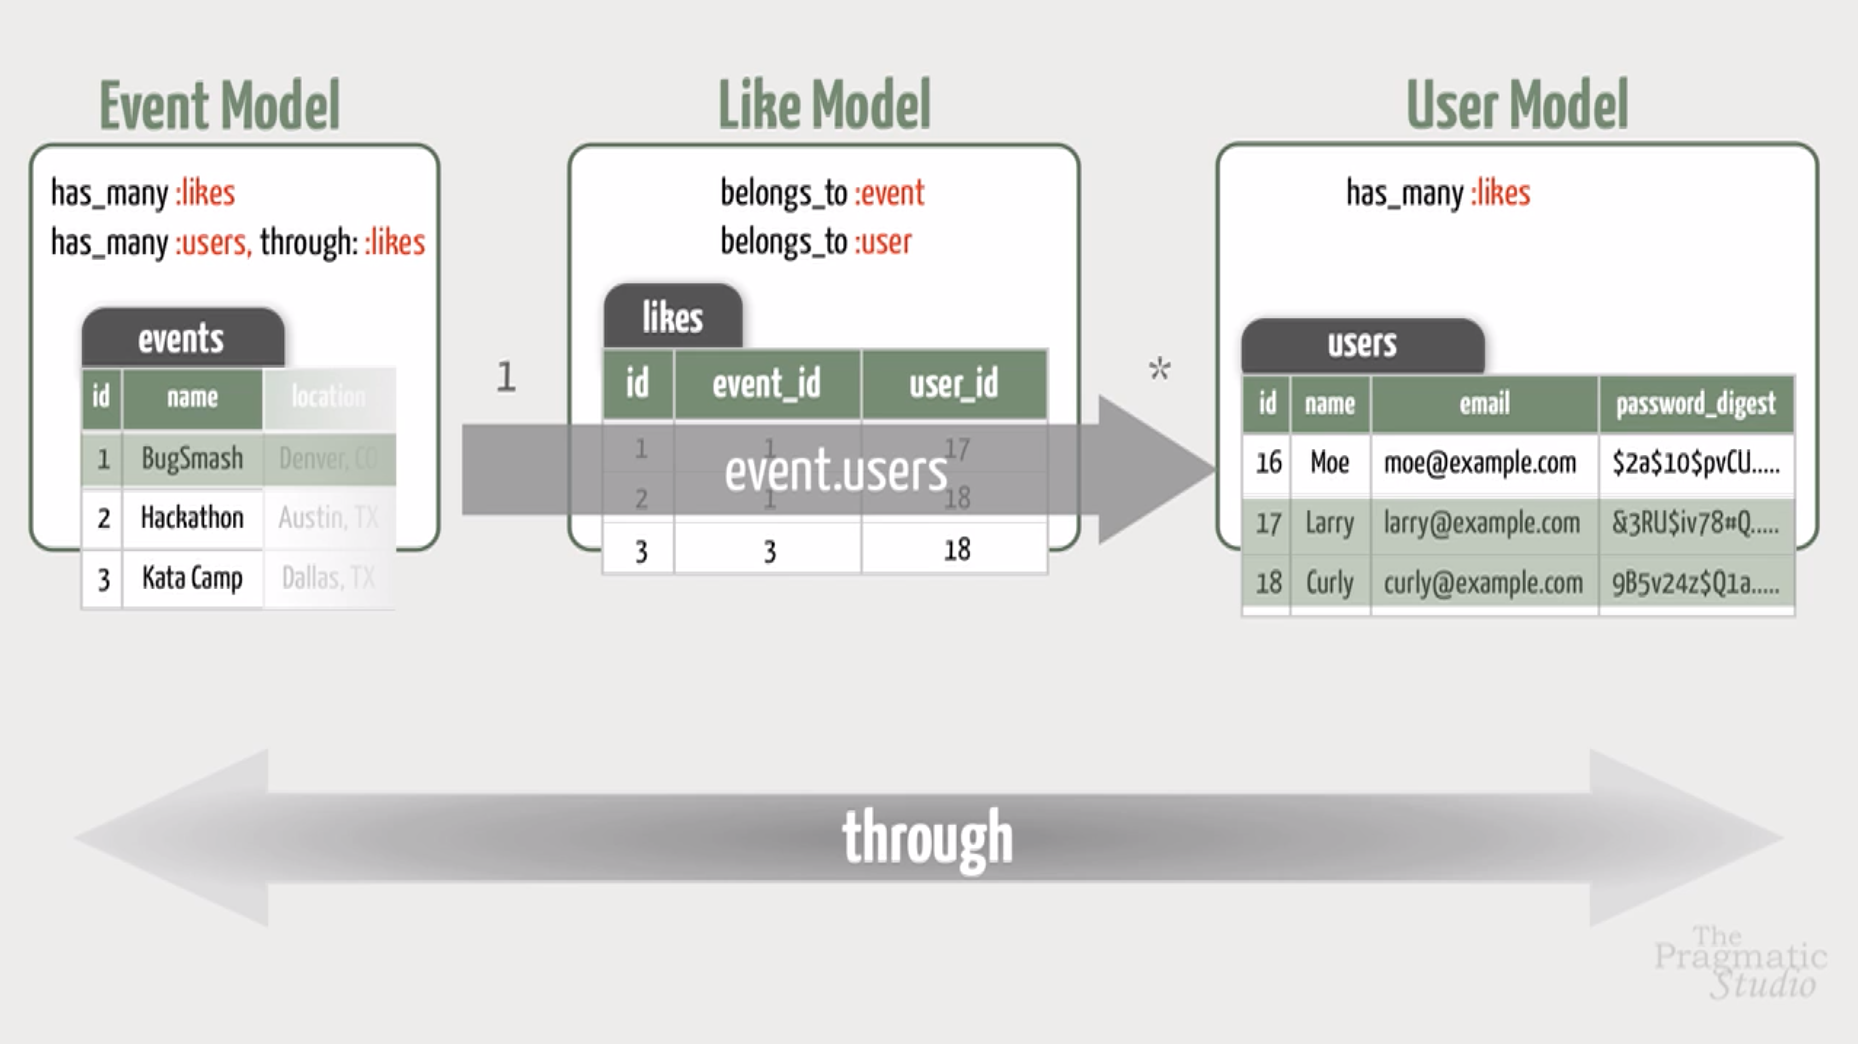 Event Model
has_many :likes
has_many :users, through: :likes
events
id name location
1 BugSmash Denver, CO
2 Hackathon Austin, TX
3 Kata Camp Dallas, TX
1
Like Model
belongs_to :event
belongs_to :user
likes
id event_id user_id
1 1 17
2 1 18
3 3 18
event.users
*
User Model
has_many :likes
users
id name email password_digest
16 Moe moe@example.com $2a$10$pvCU.....
17 Larry larry@example.com &3RU$iv78#Q.....
18 Curly curly@example.com 9B5v24z$Q1a.....
through
The
Pragmatic
Studio